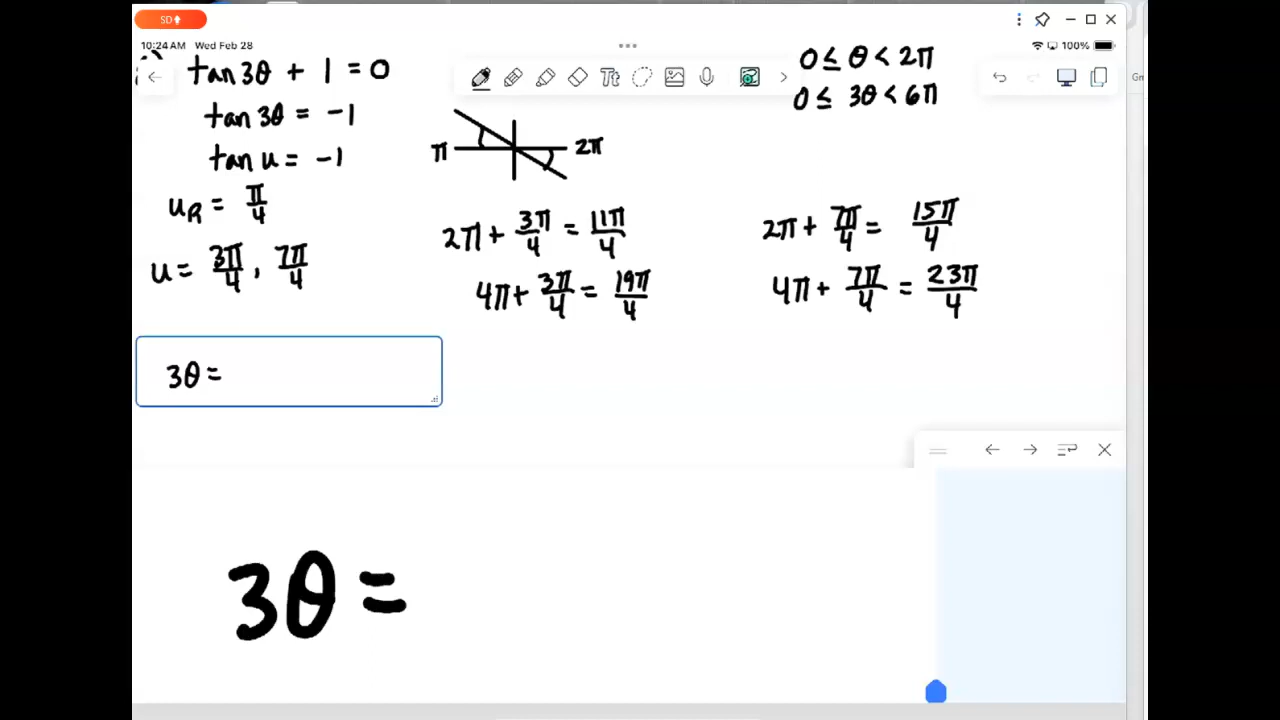 SD
10:24 AM Wed Feb 28
100%
tan 3θ + 1 = 0
tan 3θ = -1
tan u = -1
u_R = π/4
u = 3π/4, 7π/4
π 2π
2π + 3π/4 = 11π/4
4π + 3π/4 = 19π/4
0 ≤ θ < 2π
0 ≤ 3θ < 6π
2π + 7π/4 = 15π/4
4π + 7π/4 = 23π/4
3θ =
3θ =
Tt